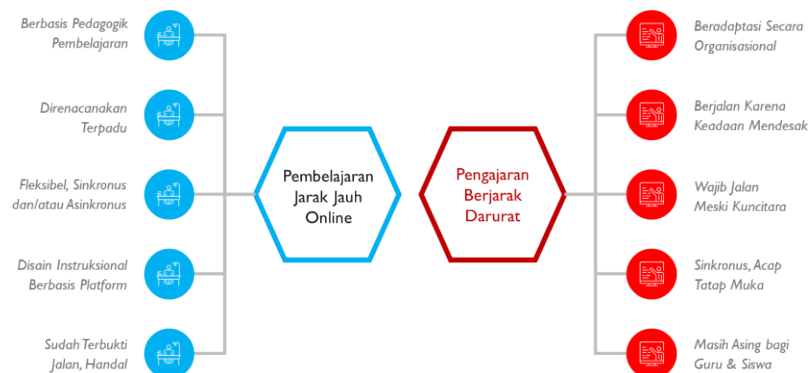 Berbasis Pedagogik
Pembelajaran
Direnacanakan
Terpadu
Fleksibel, Sinkronus
dan/atau Asinkronus
Disain Instruksional
Berbasis Platform
Sudah Terbukti
Jalan, Handal
Pembelajaran
Jarak Jauh
Online
Pengajaran
Berjarak
Darurat
Beradaptasi Secara
Organisasional
Berjalan Karena
Keadaan Mendesak
Wajib Jalan
Meski Kuncitara
Sinkronus, Acap
Tatap Muka
Masih Asing bagi
Guru & Siswa